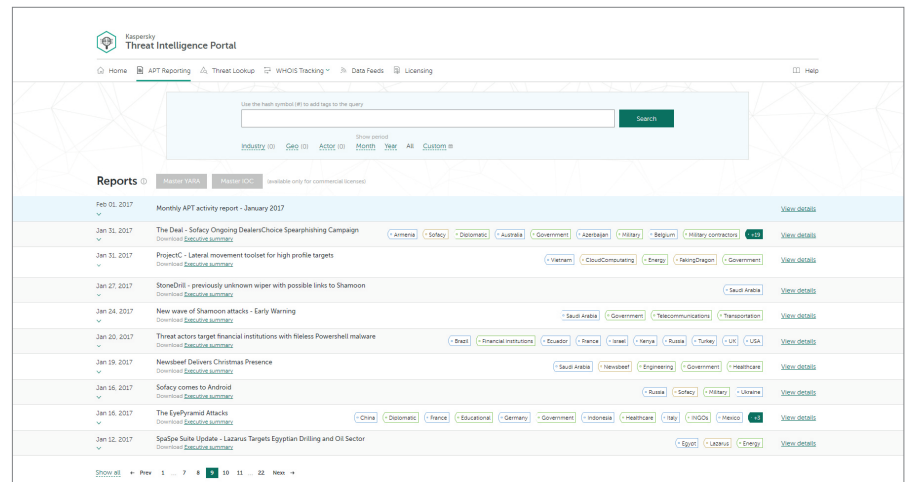 Kaspersky
Threat Intelligence Portal
Home APT Reporting Threat Lookup WHOIS Tracking Data Feeds Licensing Help
Use the hash symbol (#) to add tags to the query
Search
Show period
Industry (0) Geo (0) Actor (0) Month Year All Custom
Reports Master YARA Master IOC (available only for commercial licenses)
Feb 01, 2017 Monthly APT activity report - January 2017 View details
Jan 31, 2017 The Deal - Sofacy Ongoing DealersChoice Spearphishing Campaign Armenia Sofacy Diplomatic Australia Government Azerbaijan Military Belgium Military contractors +19 View details
Download Executive summary
Jan 31, 2017 ProjectC - Lateral movement toolset for high profile targets Vietnam CloudComputating Energy FakingDragon Government View details
Download Executive summary
Jan 27, 2017 StoneDrill - previously unknown wiper with possible links to Shamoon Saudi Arabia View details
Download Executive summary
Jan 24, 2017 New wave of Shamoon attacks - Early Warning Saudi Arabia Government Telecommunications Transportation View details
Download Executive summary
Jan 20, 2017 Threat actors target financial institutions with fileless Powershell malware Brazil Financial institutions Ecuador France Israel Kenya Russia Turkey UK USA View details
Download Executive summary
Jan 19, 2017 Newsbeef Delivers Christmas Presence Saudi Arabia Newsbeef Engineering Government Healthcare View details
Download Executive summary
Jan 16, 2017 Sofacy comes to Android Russia Sofacy Military Ukraine View details
Download Executive summary
Jan 16, 2017 The EyePyramid Attacks China Diplomatic France Educational Germany Government Indonesia Healthcare Italy INGOs Mexico +3 View details
Download Executive summary
Jan 12, 2017 SpaSpe Suite Update - Lazarus Targets Egyptian Drilling and Oil Sector Egypt Lazarus Energy View details
Download Executive summary
Show all ← Prev 1 ... 7 8 9 10 11 ... 22 Next →